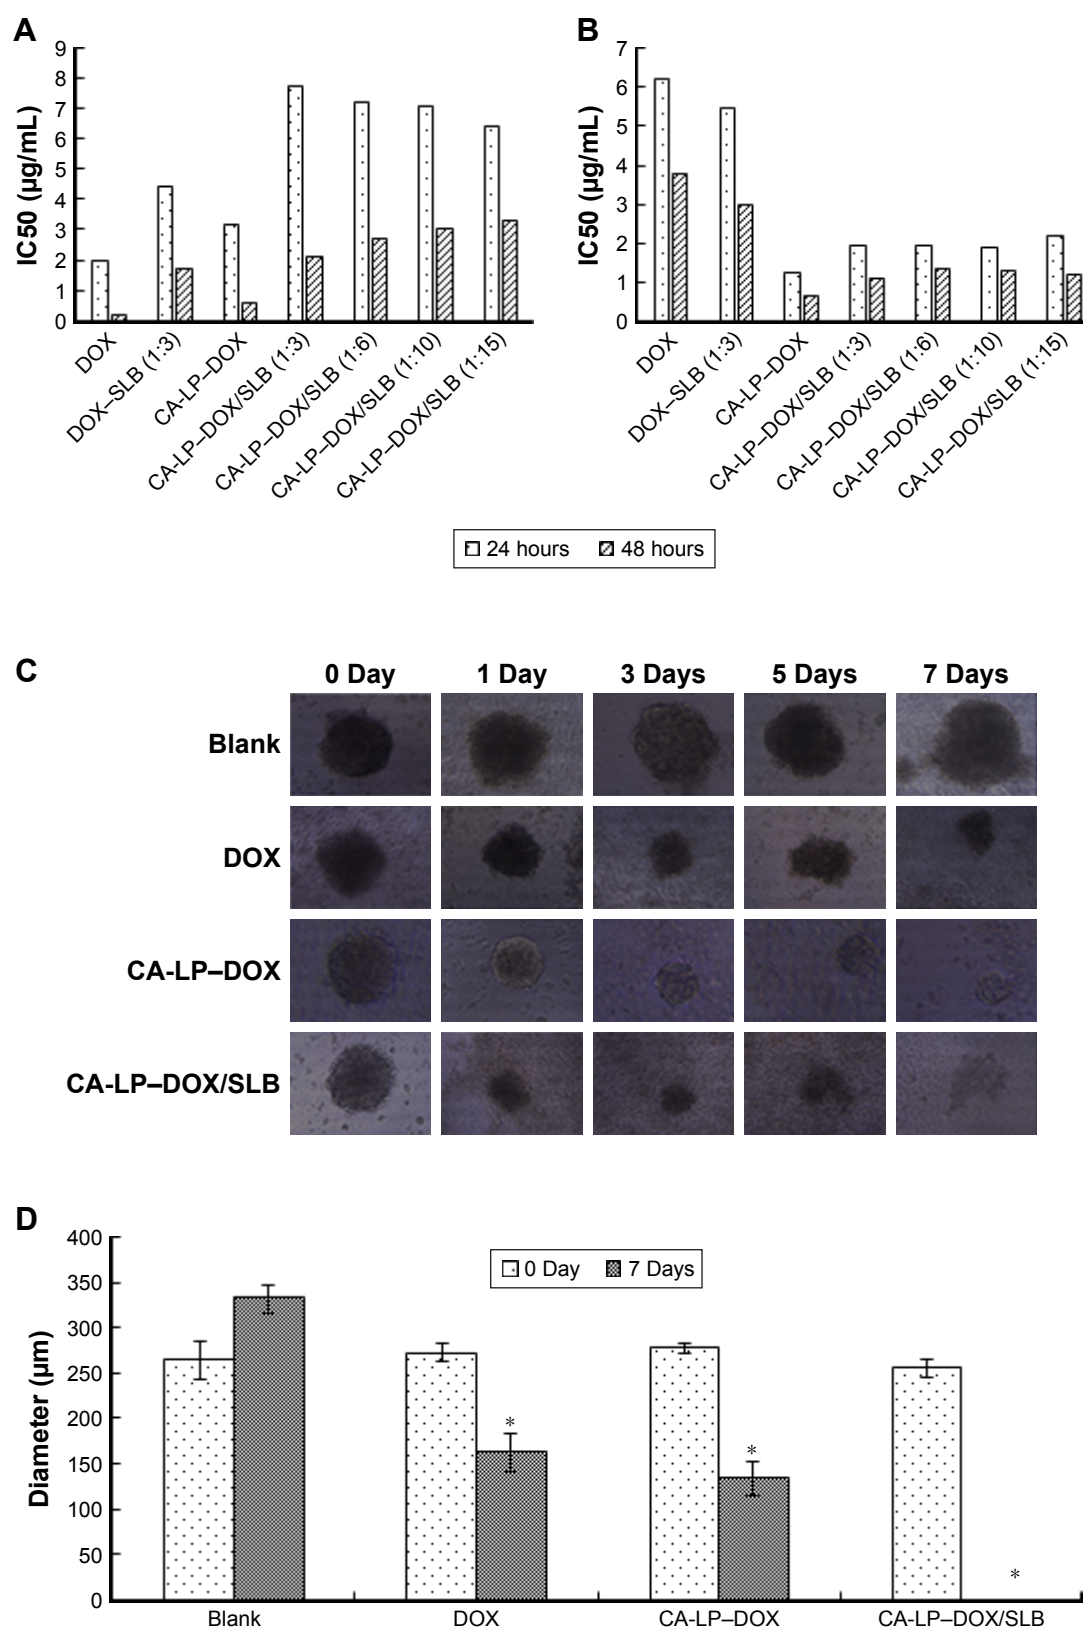 A
9
8
7
6
5
4
3
2
1
0
IC50 (µg/mL)
DOX
DOX–SLB (1:3)
CA-LP–DOX
CA-LP–DOX/SLB (1:3)
CA-LP–DOX/SLB (1:6)
CA-LP–DOX/SLB (1:10)
CA-LP–DOX/SLB (1:15)
B
7
6
5
4
3
2
1
0
IC50 (µg/mL)
DOX
DOX–SLB (1:3)
CA-LP–DOX
CA-LP–DOX/SLB (1:3)
CA-LP–DOX/SLB (1:6)
CA-LP–DOX/SLB (1:10)
CA-LP–DOX/SLB (1:15)
24 hours 48 hours
C
0 Day 1 Day 3 Days 5 Days 7 Days
Blank
DOX
CA-LP–DOX
CA-LP–DOX/SLB
D
400
350
300
250
200
150
100
50
0
Diameter (µm)
0 Day 7 Days
*
*
*
Blank DOX CA-LP–DOX CA-LP–DOX/SLB